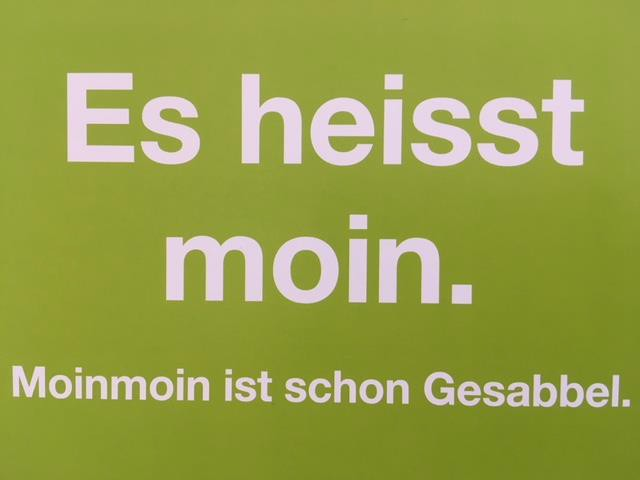 Es heisst
moin.
Moinmoin ist schon Gesabbel.